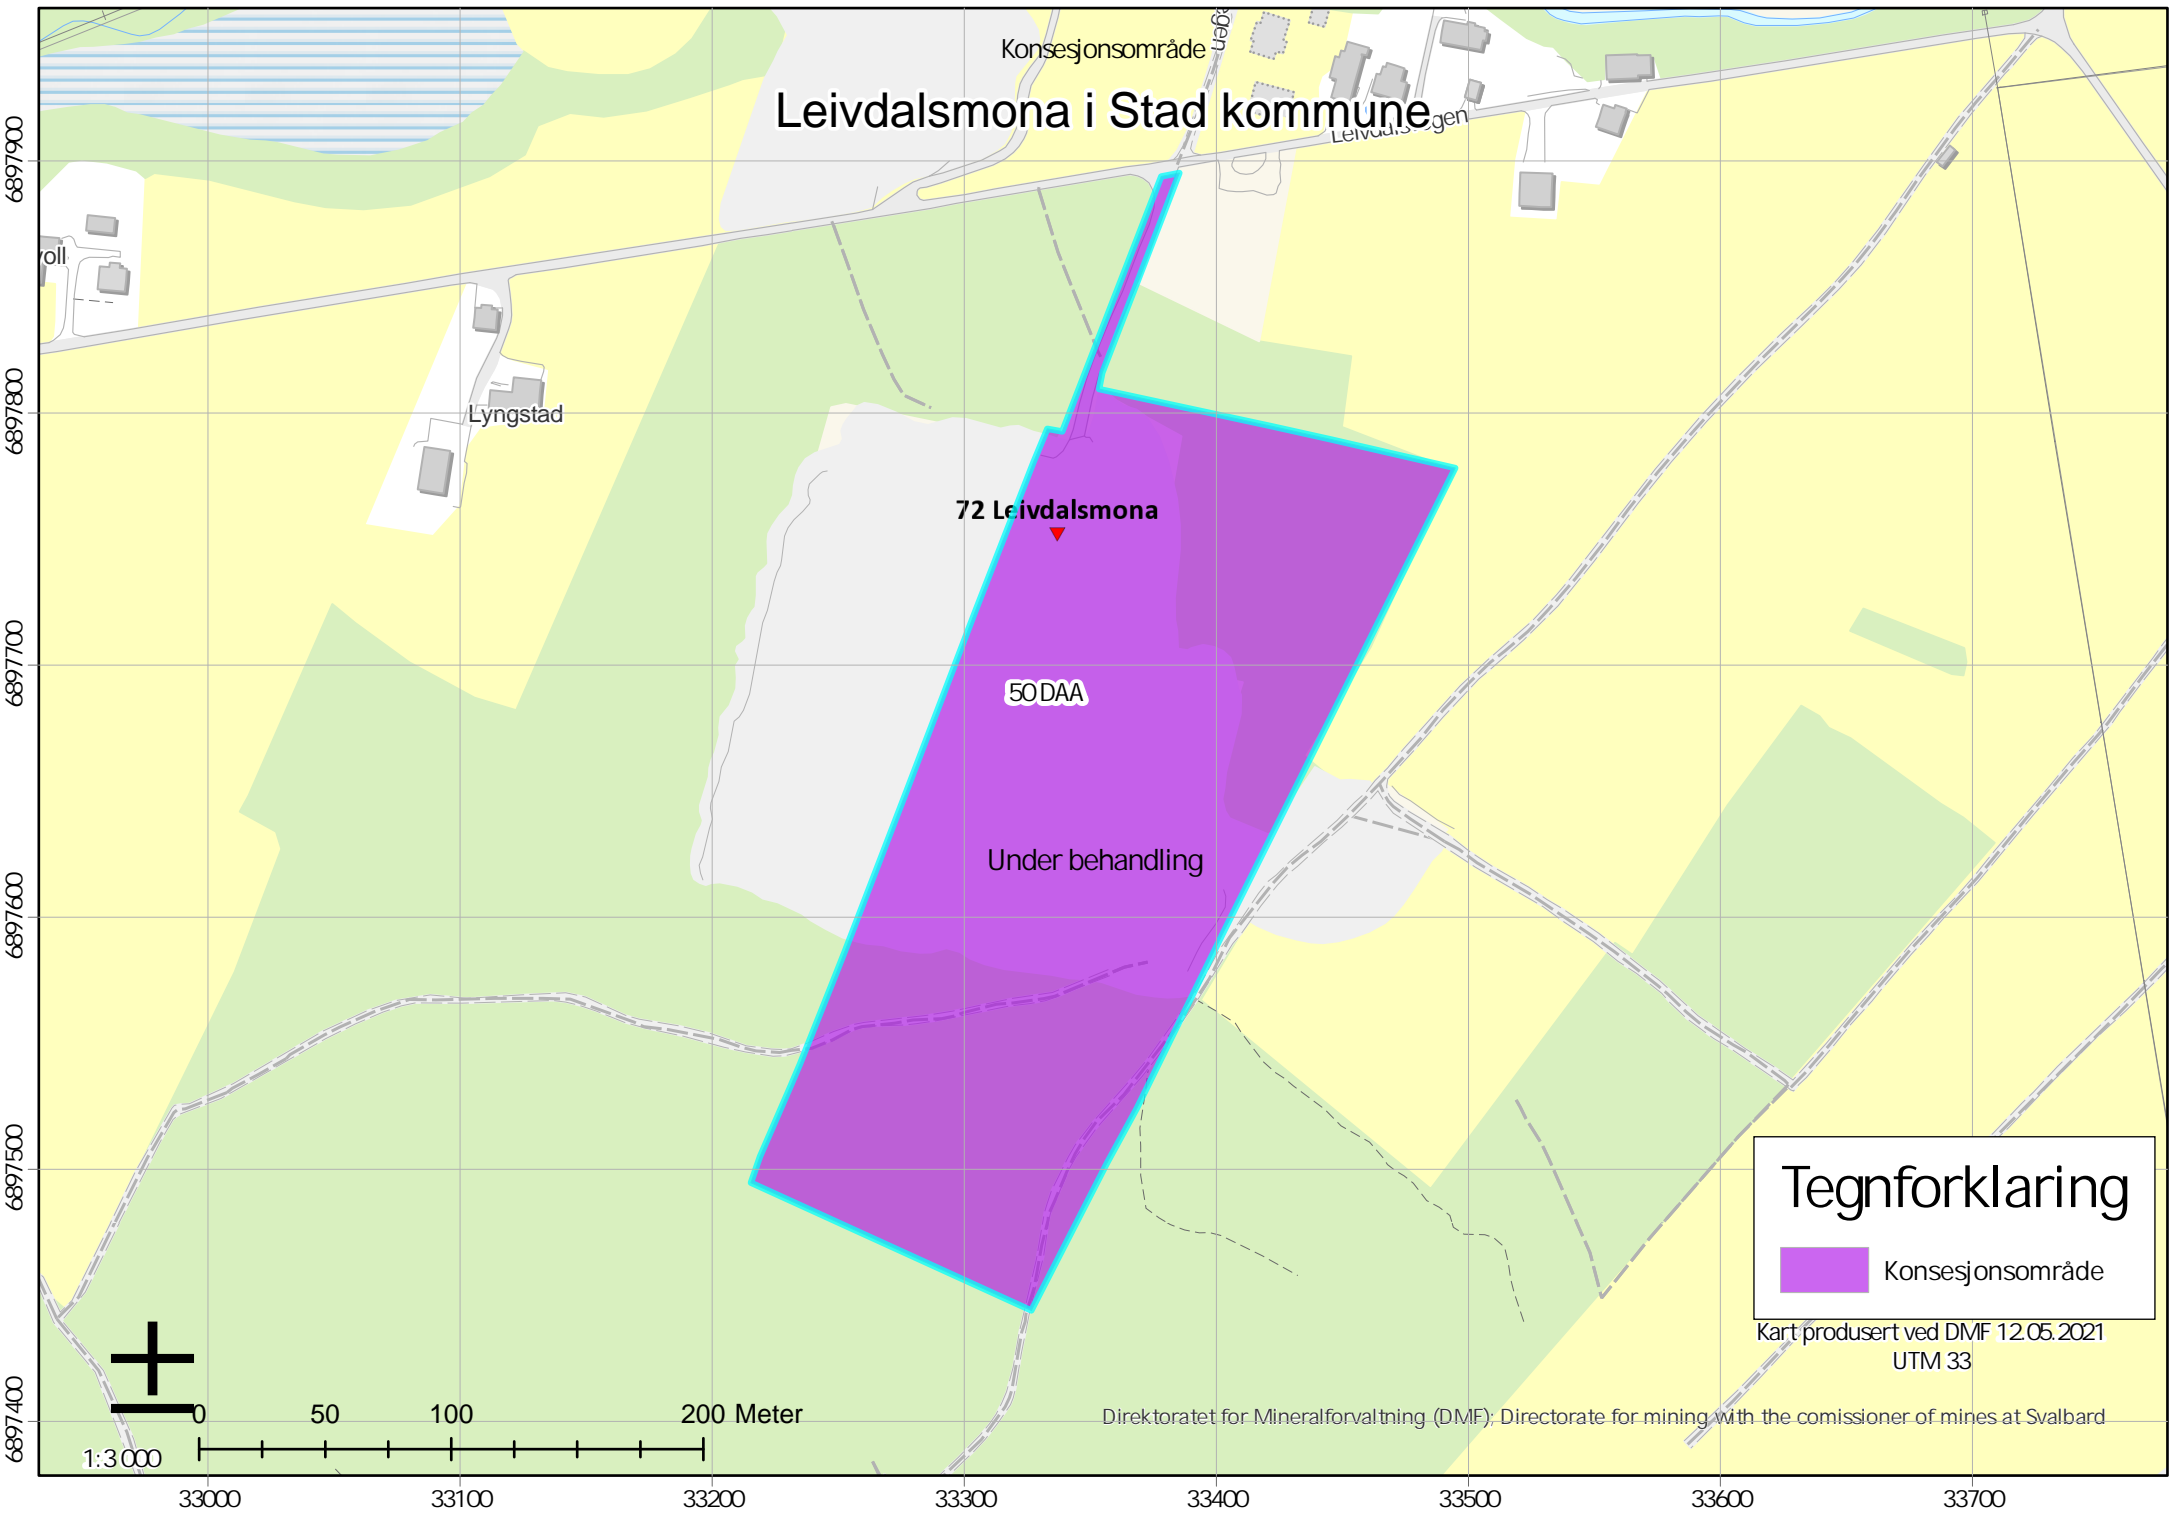 Konsesjonsområde
Leivdalsmona i Stad kommune
voll
Lyngstad
72 Leivdalsmona
50 DAA
Under behandling
6897900
6897800
6897700
6897600
6897500
6897400
Tegnforklaring
Konsesjonsområde
Kart produsert ved DMF 12.05.2021
UTM 33
0 50 100 200 Meter
1:3 000
Direktoratet for Mineralforvaltning (DMF); Directorate for mining with the comissioner of mines at Svalbard
33000 33100 33200 33300 33400 33500 33600 33700